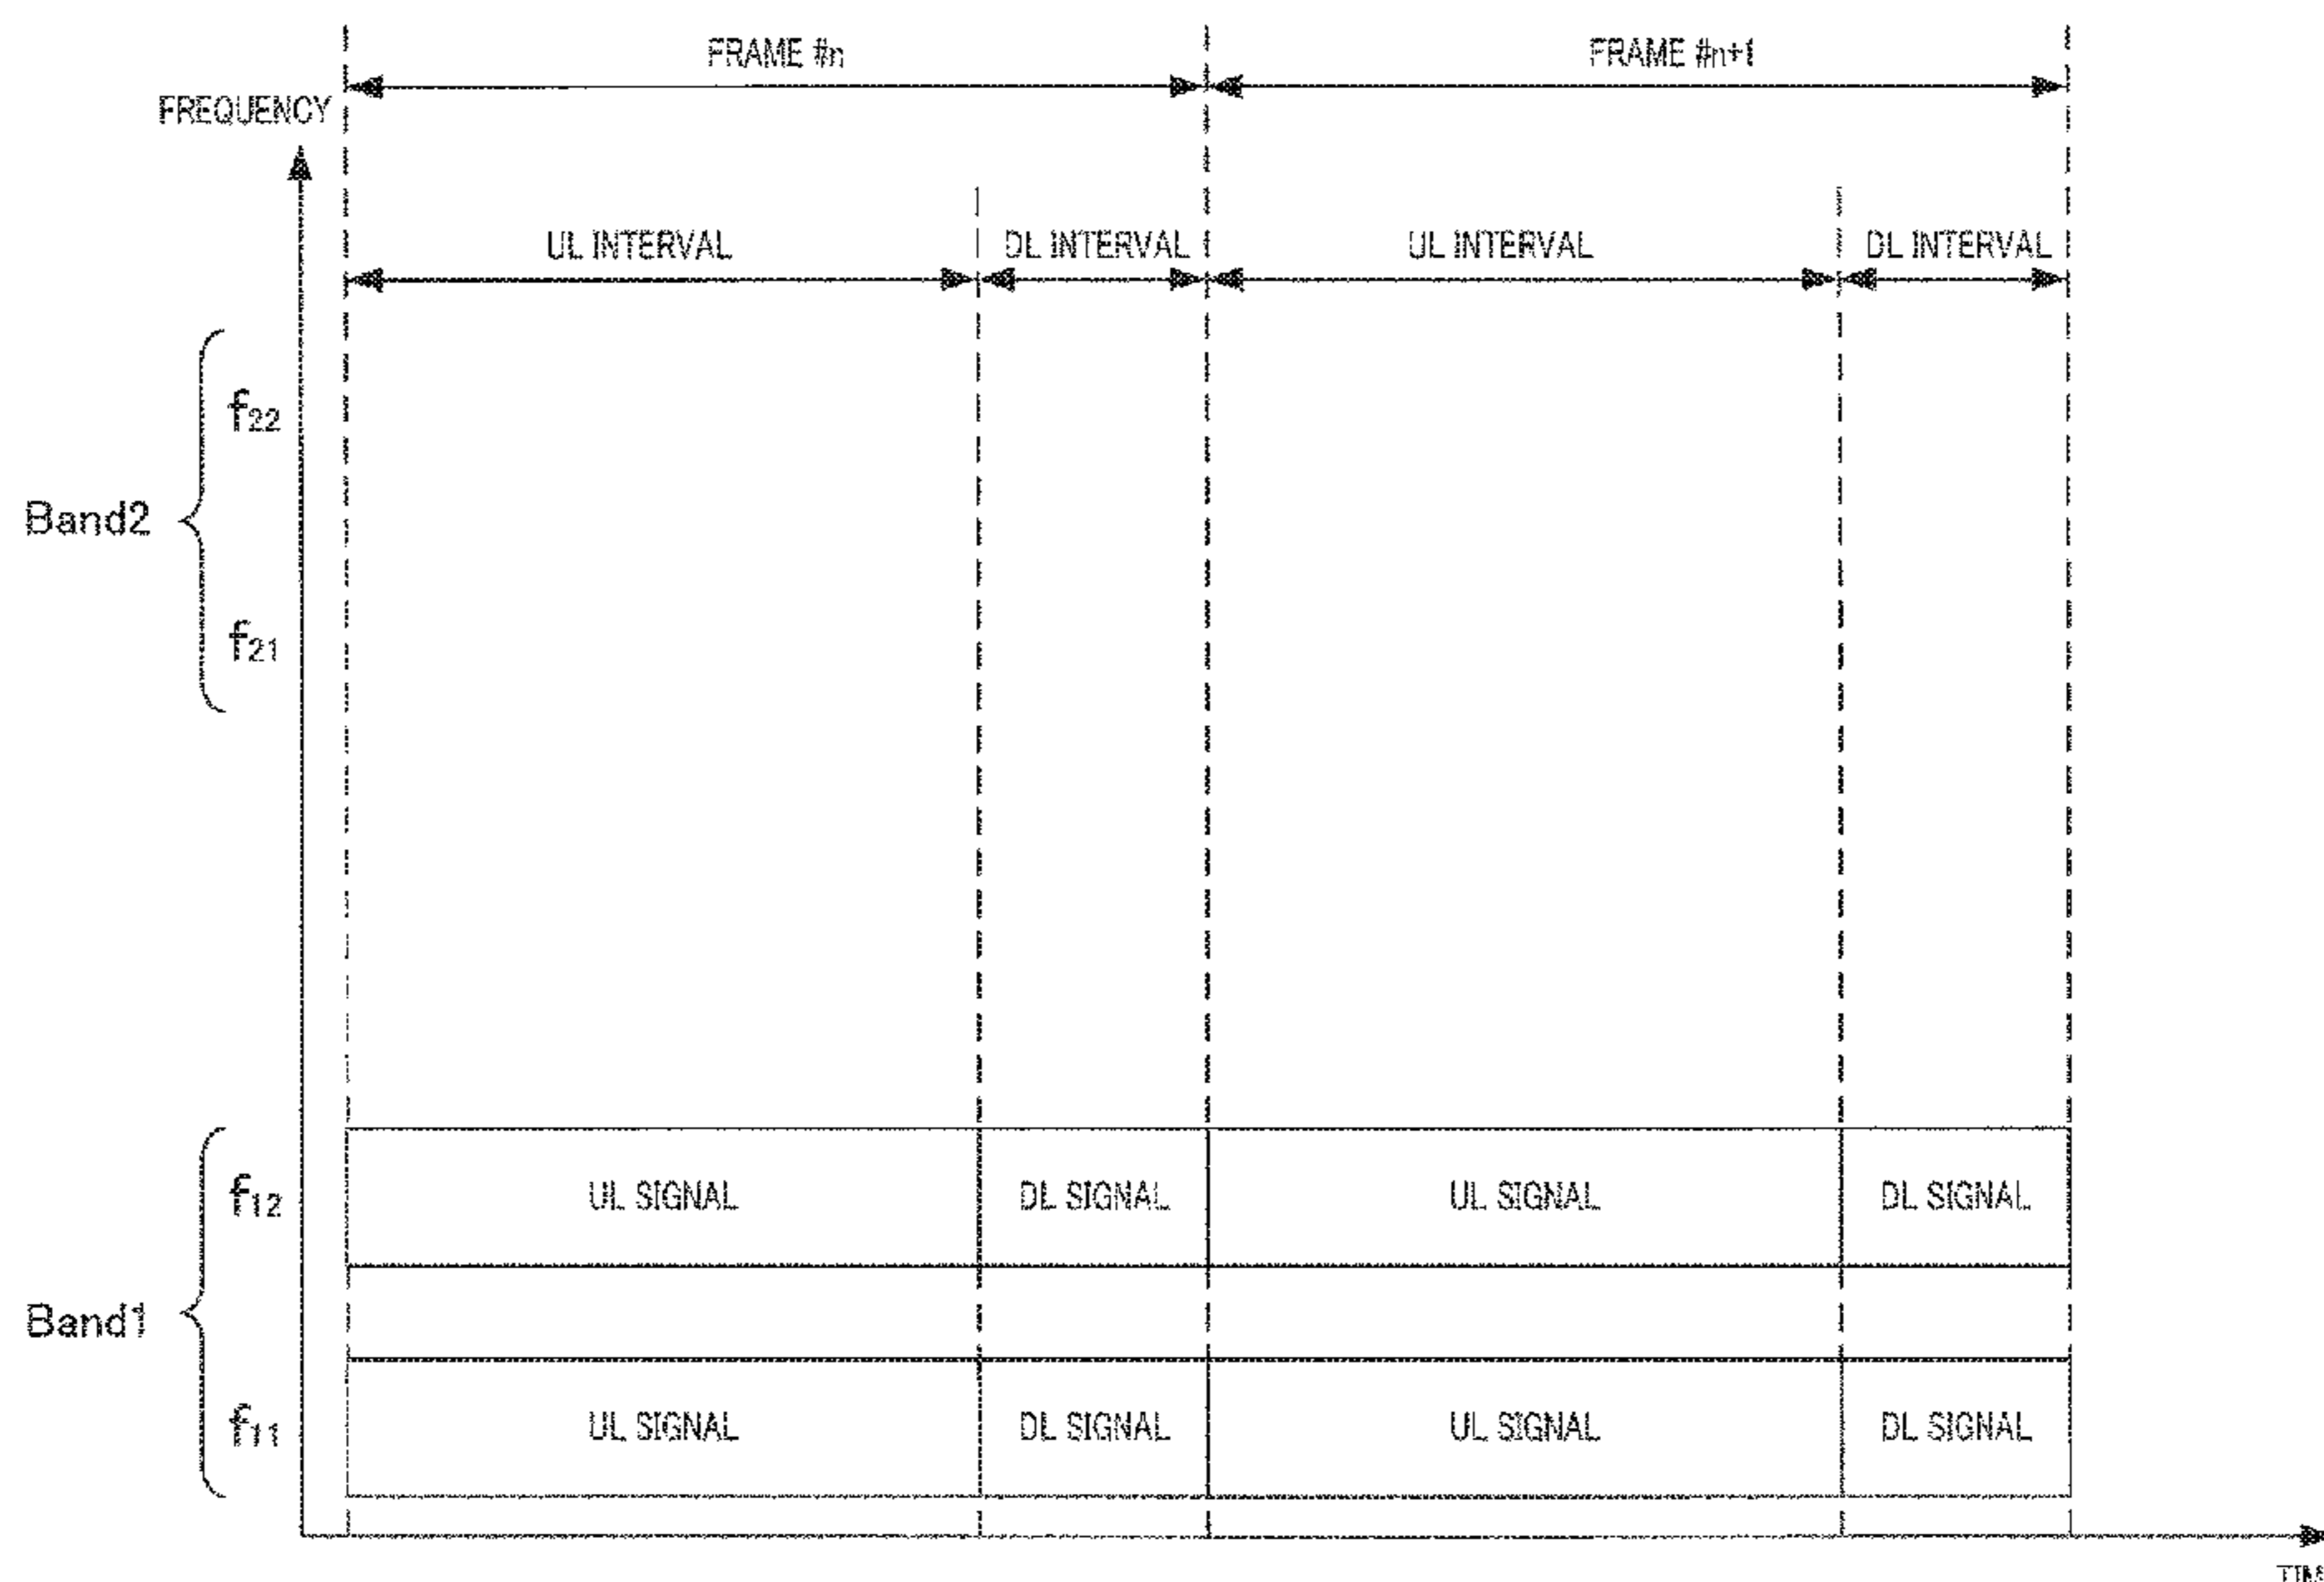 FRAME #n
FRAME #n+1
FREQUENCY
UL INTERVAL
DL INTERVAL
UL INTERVAL
DL INTERVAL
f22
Band2
f21
f12
UL SIGNAL
DL SIGNAL
UL SIGNAL
DL SIGNAL
Band1
f11
UL SIGNAL
DL SIGNAL
UL SIGNAL
DL SIGNAL